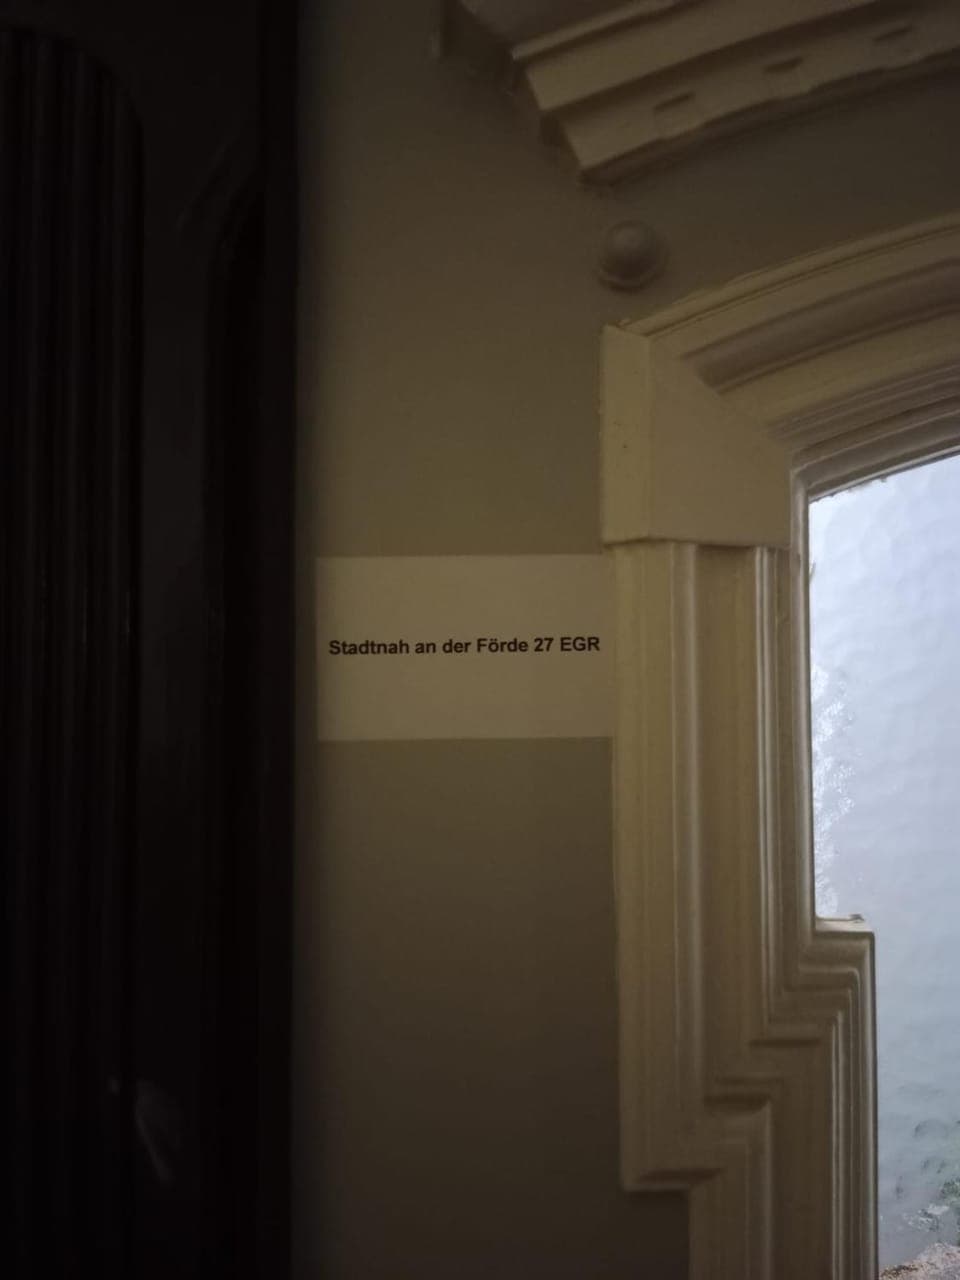 Stadtnah an der Förde 27 EGR